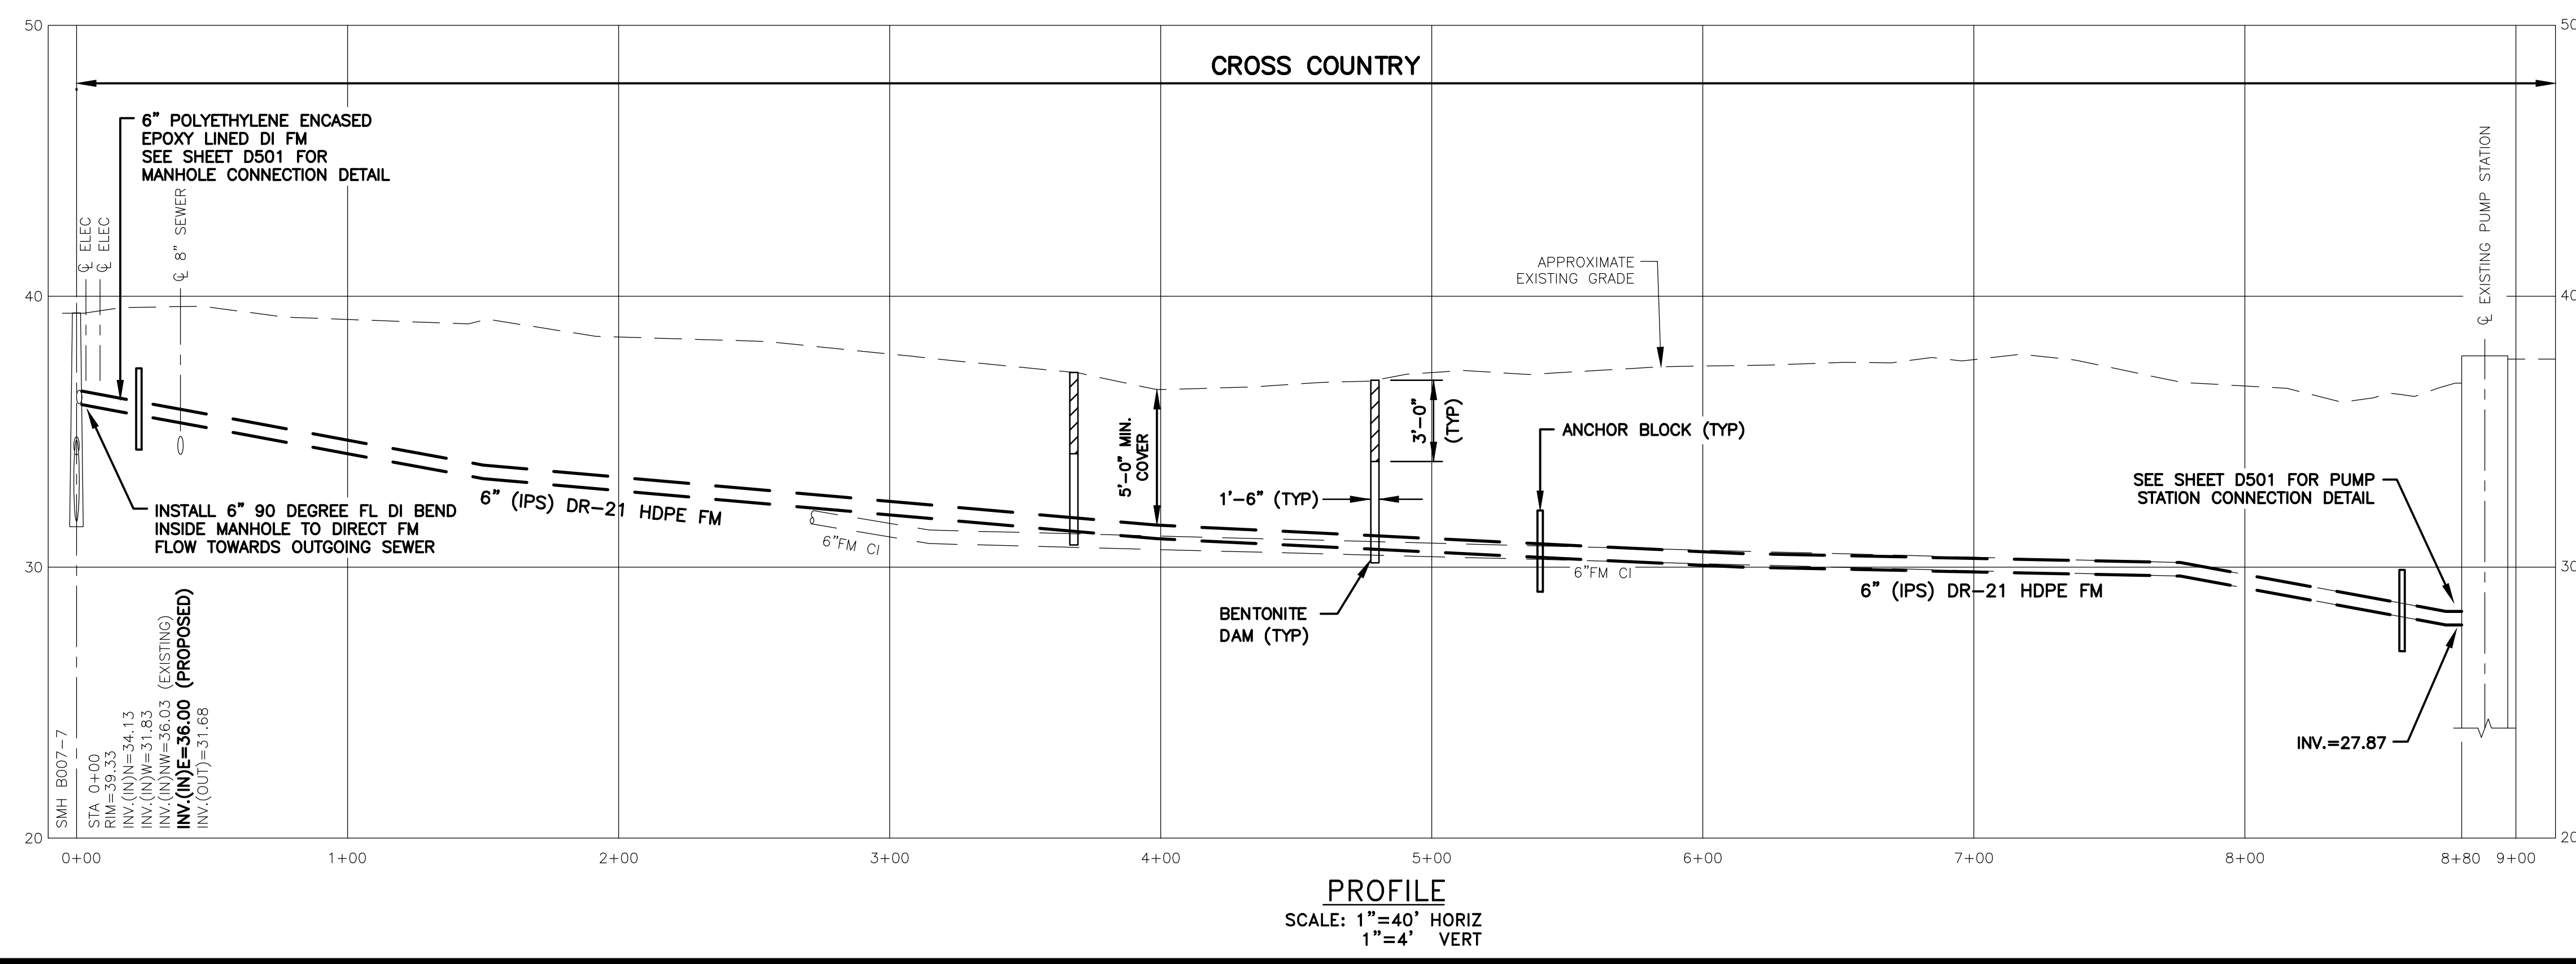 50
50
CROSS COUNTRY
6" POLYETHYLENE ENCASED
EPOXY LINED DI FM
SEE SHEET D501 FOR
MANHOLE CONNECTION DETAIL
℄ ELEC
℄ ELEC
℄ 8" SEWER
℄ EXISTING PUMP STATION
40
40
APPROXIMATE
EXISTING GRADE
5'-0" MIN.
COVER
3'-0"
(TYP)
ANCHOR BLOCK (TYP)
1'-6" (TYP)
SEE SHEET D501 FOR PUMP
STATION CONNECTION DETAIL
INSTALL 6" 90 DEGREE FL DI BEND
INSIDE MANHOLE TO DIRECT FM
FLOW TOWARDS OUTGOING SEWER
6" (IPS) DR-21 HDPE FM
6"FM CI
6"FM CI
6" (IPS) DR-21 HDPE FM
30
30
BENTONITE
DAM (TYP)
INV.=27.87
SMH B007-7
STA 0+00
RIM=39.33
INV.(IN)N=34.13
INV.(IN)W=31.83
INV.(IN)NW=36.03 (EXISTING)
INV.(IN)E=36.00 (PROPOSED)
INV.(OUT)=31.68
20
20
0+00
1+00
2+00
3+00
4+00
5+00
6+00
7+00
8+00
8+80
9+00
PROFILE
SCALE: 1"=40' HORIZ
1"=4' VERT